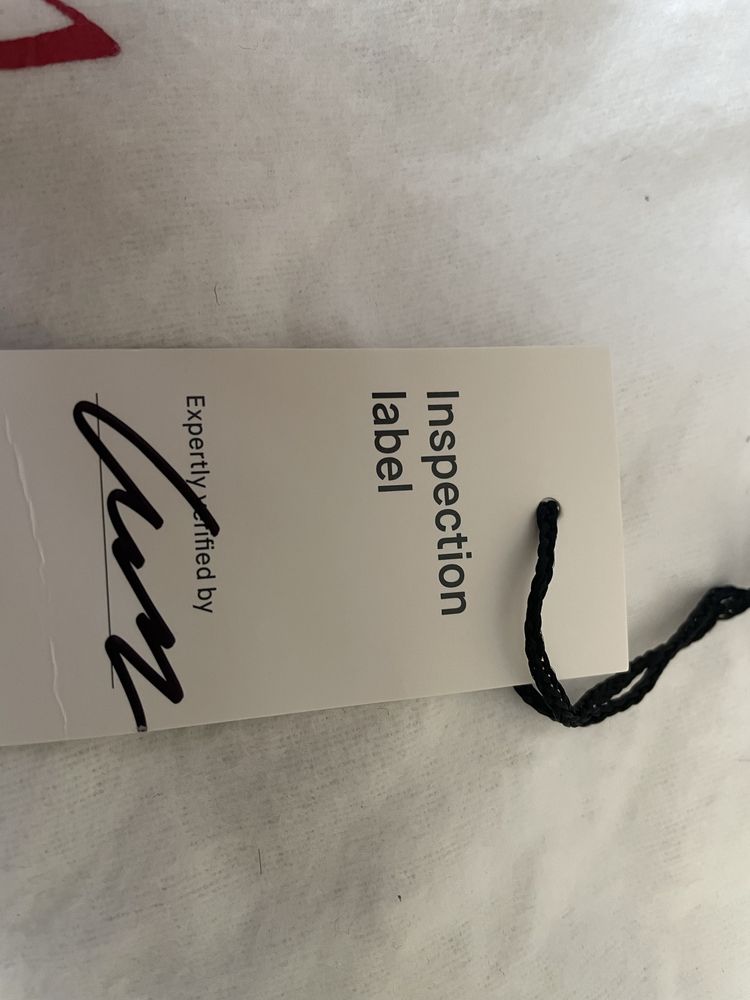 Inspection
label
Expertly verified by